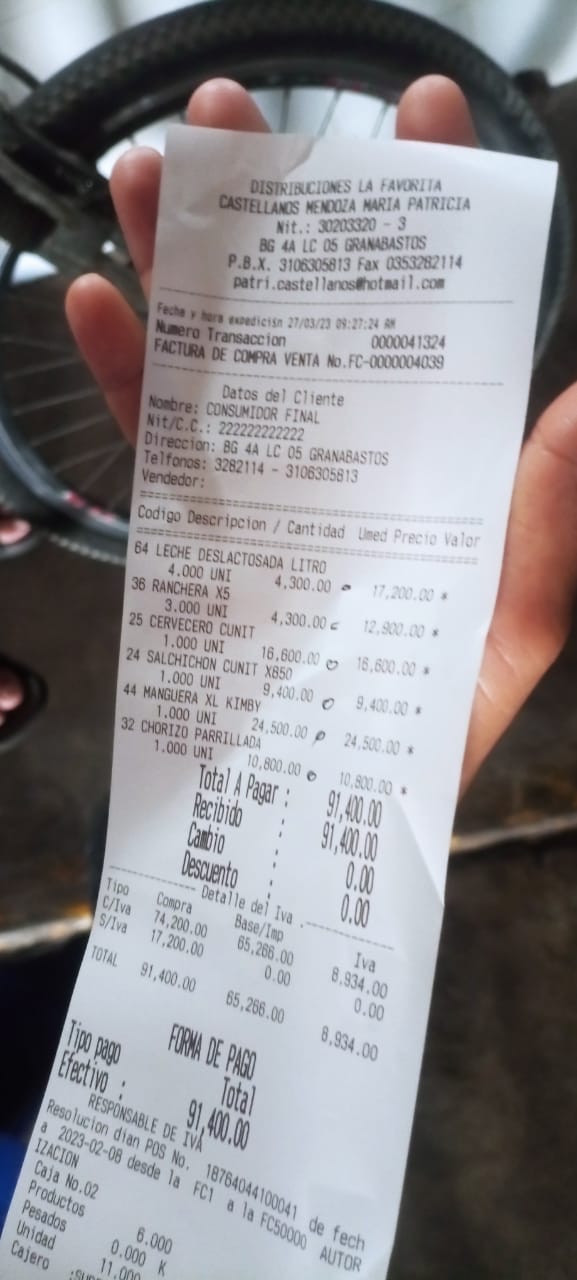 DISTRIBUCIONES LA FAVORITA
CASTELLANOS MENDOZA MARIA PATRICIA
Nit.: 30203320 - 3
BG 4A LC 05 GRANABASTOS
P.B.X. 3106305813 Fax 0353282114
patri.castellanos@hotmail.com
Fecha y hora expedición 27/03/23 09:27:24 AM
Numero Transaccion 0000041324
FACTURA DE COMPRA VENTA No.FC-0000004039
Datos del Cliente
Nombre: CONSUMIDOR FINAL
Nit/C.C.: 222222222222
Direccion: BG 4A LC 05 GRANABASTOS
Telfonos: 3282114 - 3106305813
Vendedor:
Codigo Descripcion / Cantidad Umed Precio Valor
64 LECHE DESLACTOSADA LITRO
4.000 UNI 4,300.00 17,200.00 *
36 RANCHERA X5
3.000 UNI 4,300.00 12,900.00 *
25 CERVECERO CUNIT
1.000 UNI 16,600.00 16,600.00 *
24 SALCHICHON CUNIT X850
1.000 UNI 9,400.00 9,400.00 *
44 MANGUERA XL KIMBY
1.000 UNI 24,500.00 24,500.00 *
32 CHORIZO PARRILLADA
1.000 UNI 10,800.00 10,800.00 *
Total A Pagar : 91,400.00
Recibido : 91,400.00
Cambio : 0.00
Descuento : 0.00
Detalle del Iva
Tipo Compra Base/Imp Iva
C/Iva 74,200.00 65,266.00 8,934.00
S/Iva 17,200.00 0.00 0.00
TOTAL 91,400.00 65,266.00 8,934.00
FORMA DE PAGO
Tipo pago Total
Efectivo : 91,400.00
RESPONSABLE DE IVA
Resolucion dian POS No. 18764044100041 de fech
a 2023-02-08 desde la FC1 a la FC50000 AUTOR
IZACION
Caja No.02
Productos 6.000
Pesados 0.000 K
Unidad 11.000
Cajero